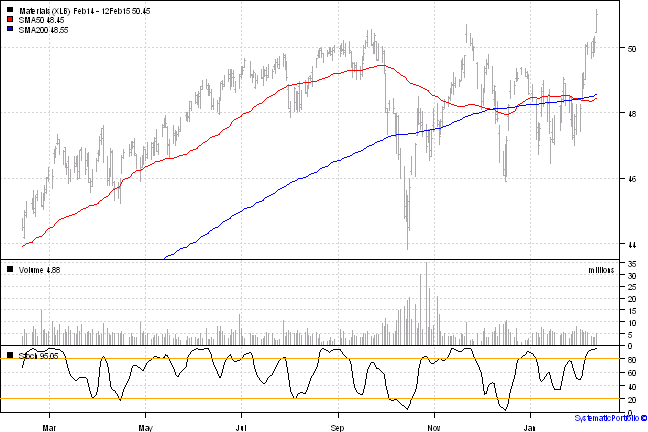 Materials (XLB) Feb14 - 12Feb15 50.45
SMA50 48.45
SMA200 48.55
50
48
46
44
Volume 4.88
millions
35
30
25
20
15
10
5
0
Stoch 95.05
80
60
40
20
0
Mar May Jul Sep Nov Jan
SystematicPortfolio ©